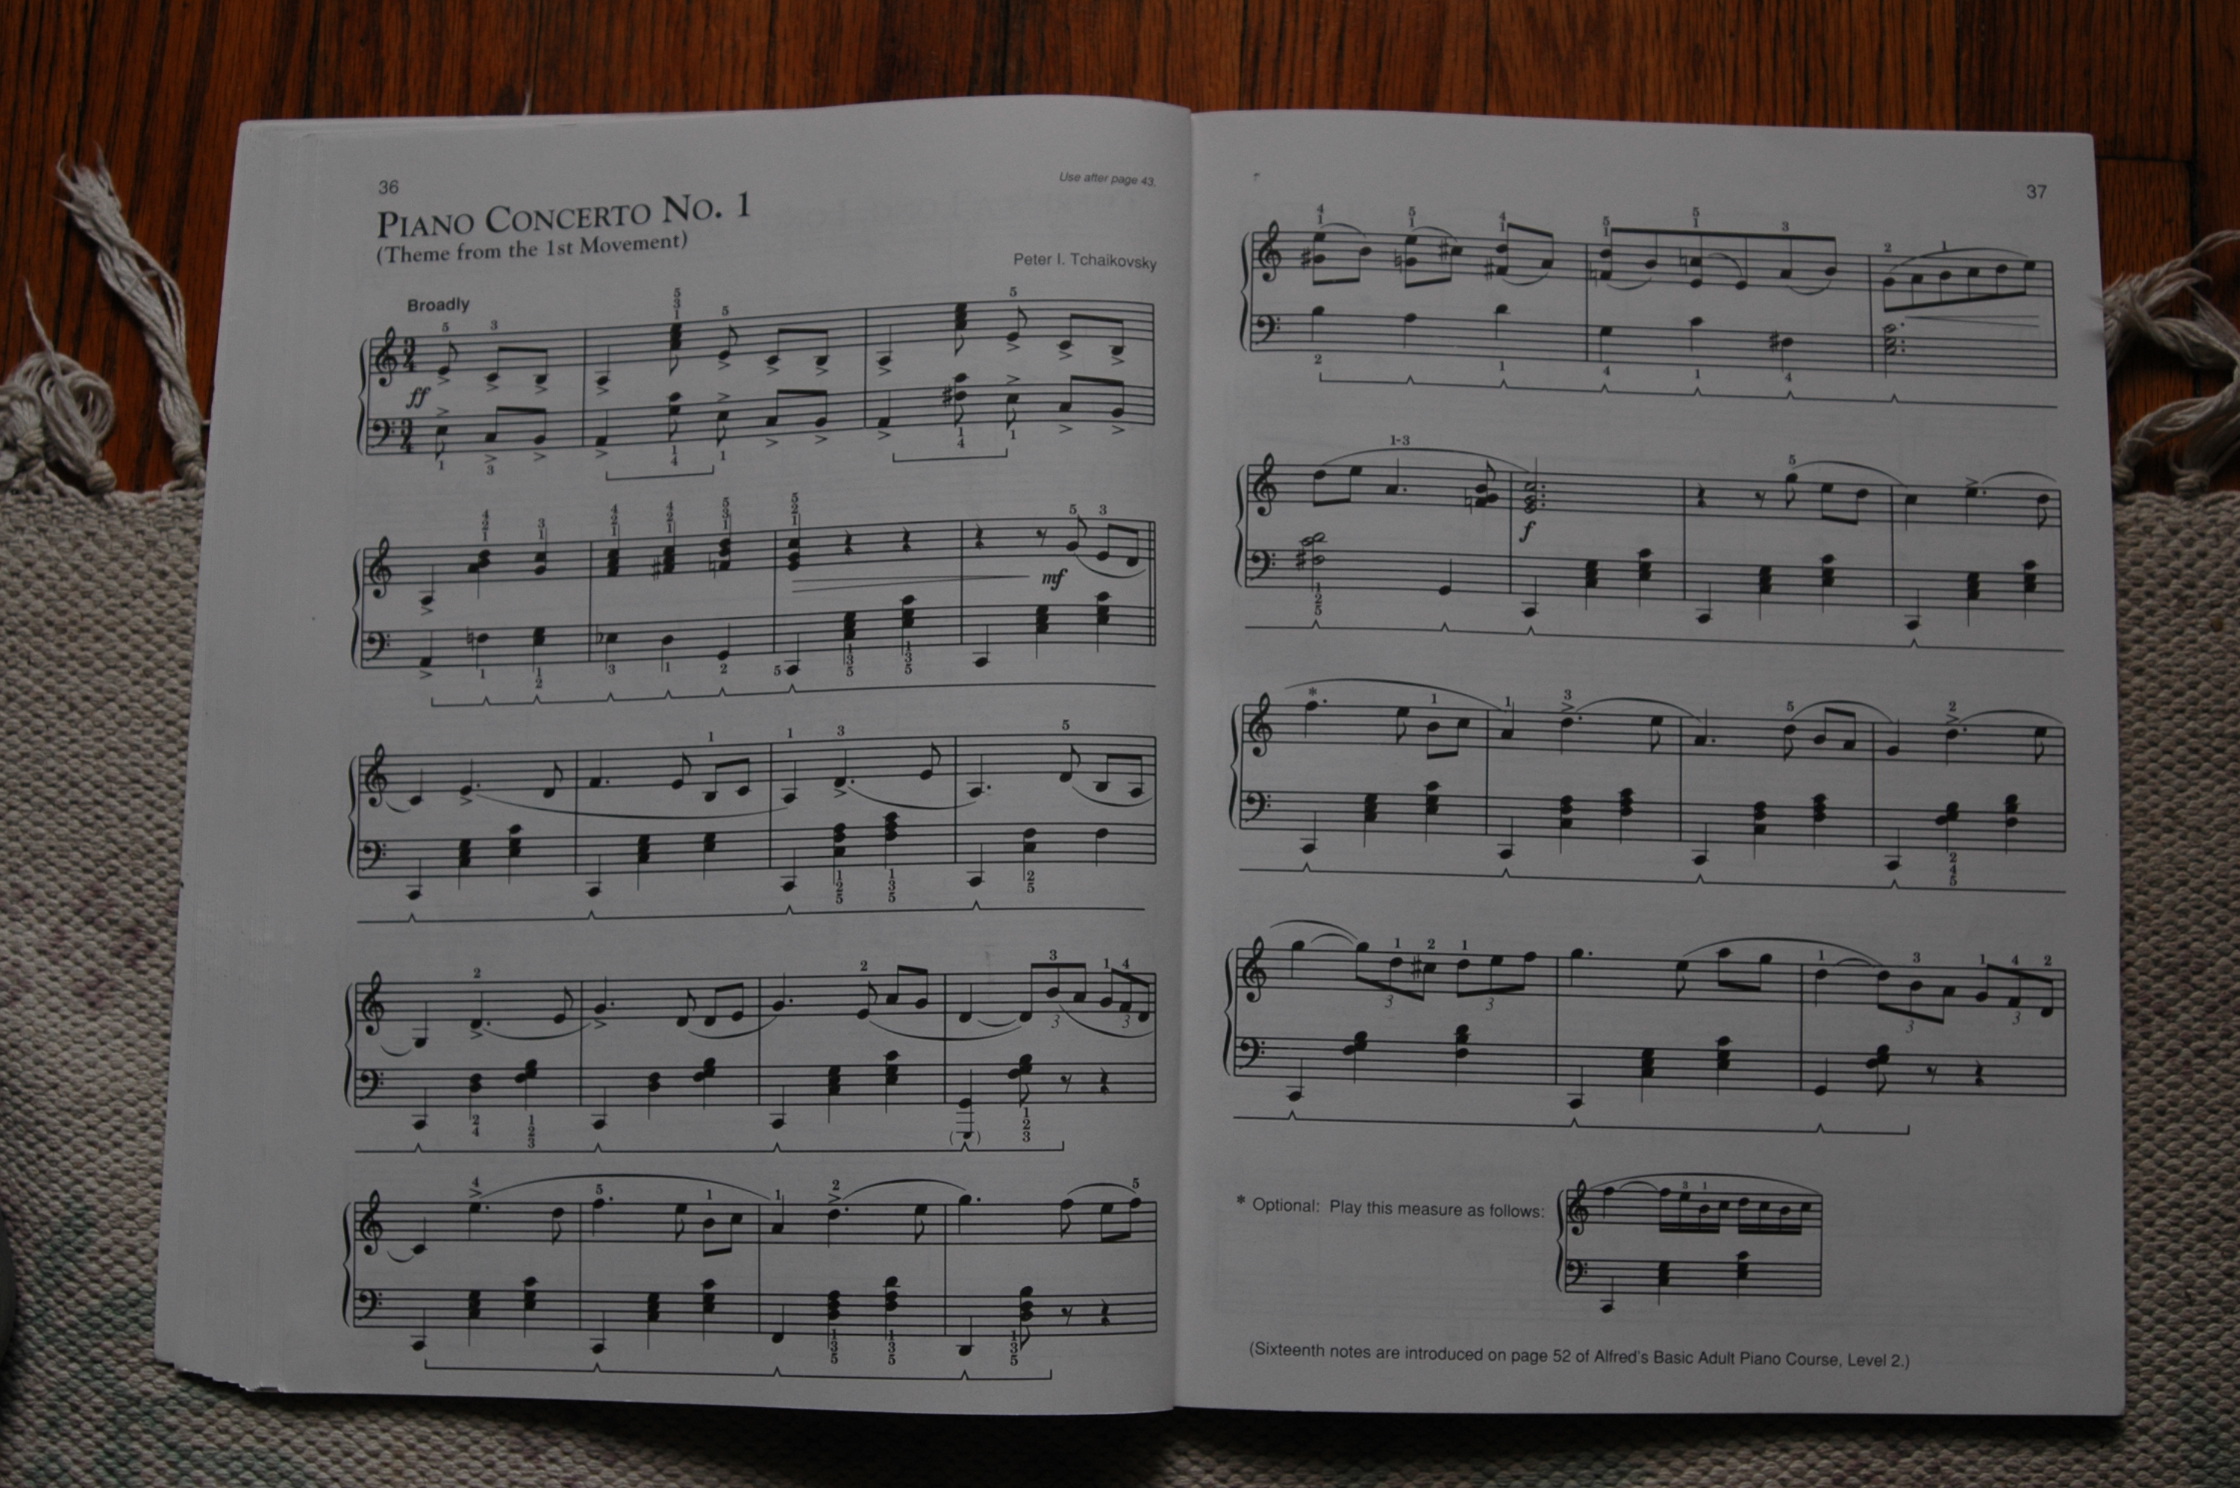 36
Use after page 43.
PIANO CONCERTO NO. 1
(Theme from the 1st Movement)
Peter I. Tchaikovsky
Broadly
ff
mf
37
1-3
f
* Optional: Play this measure as follows:
(Sixteenth notes are introduced on page 52 of Alfred's Basic Adult Piano Course, Level 2.)